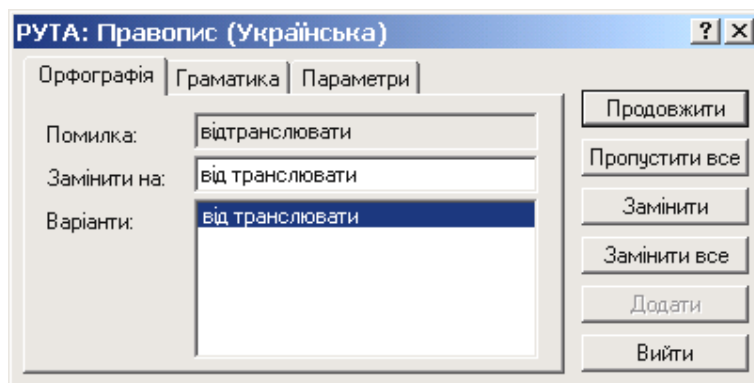 РУТА: Правопис (Українська)
Орфографія Граматика Параметри
Помилка: відтранслювати
Замінити на: від транслювати
Варіанти: від транслювати
Продовжити
Пропустити все
Замінити
Замінити все
Додати
Вийти